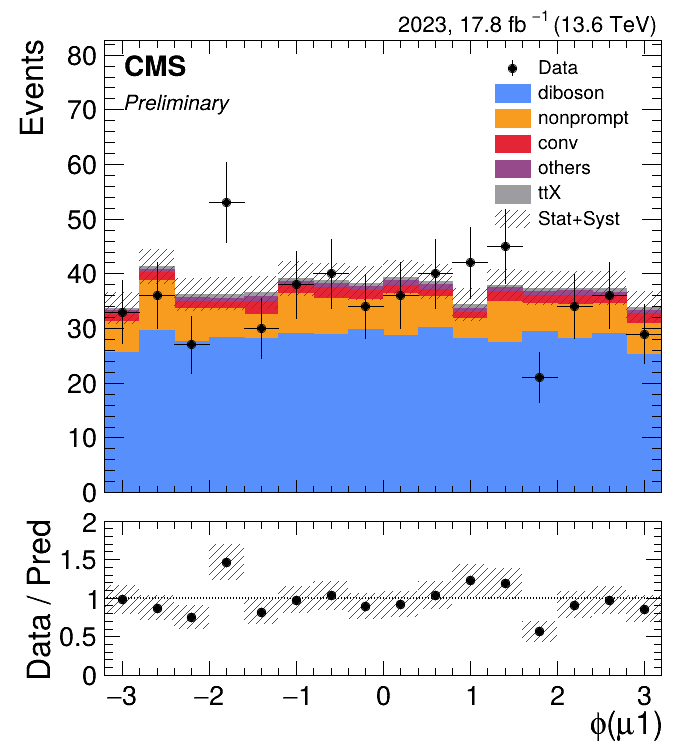 2023, 17.8 fb⁻¹ (13.6 TeV)
Events
80
70
60
50
40
30
20
10
0
CMS
Preliminary
Data
diboson
nonprompt
conv
others
ttX
Stat+Syst
Data / Pred
2
1.5
1
0.5
0
−3 −2 −1 0 1 2 3
ϕ(μ1)